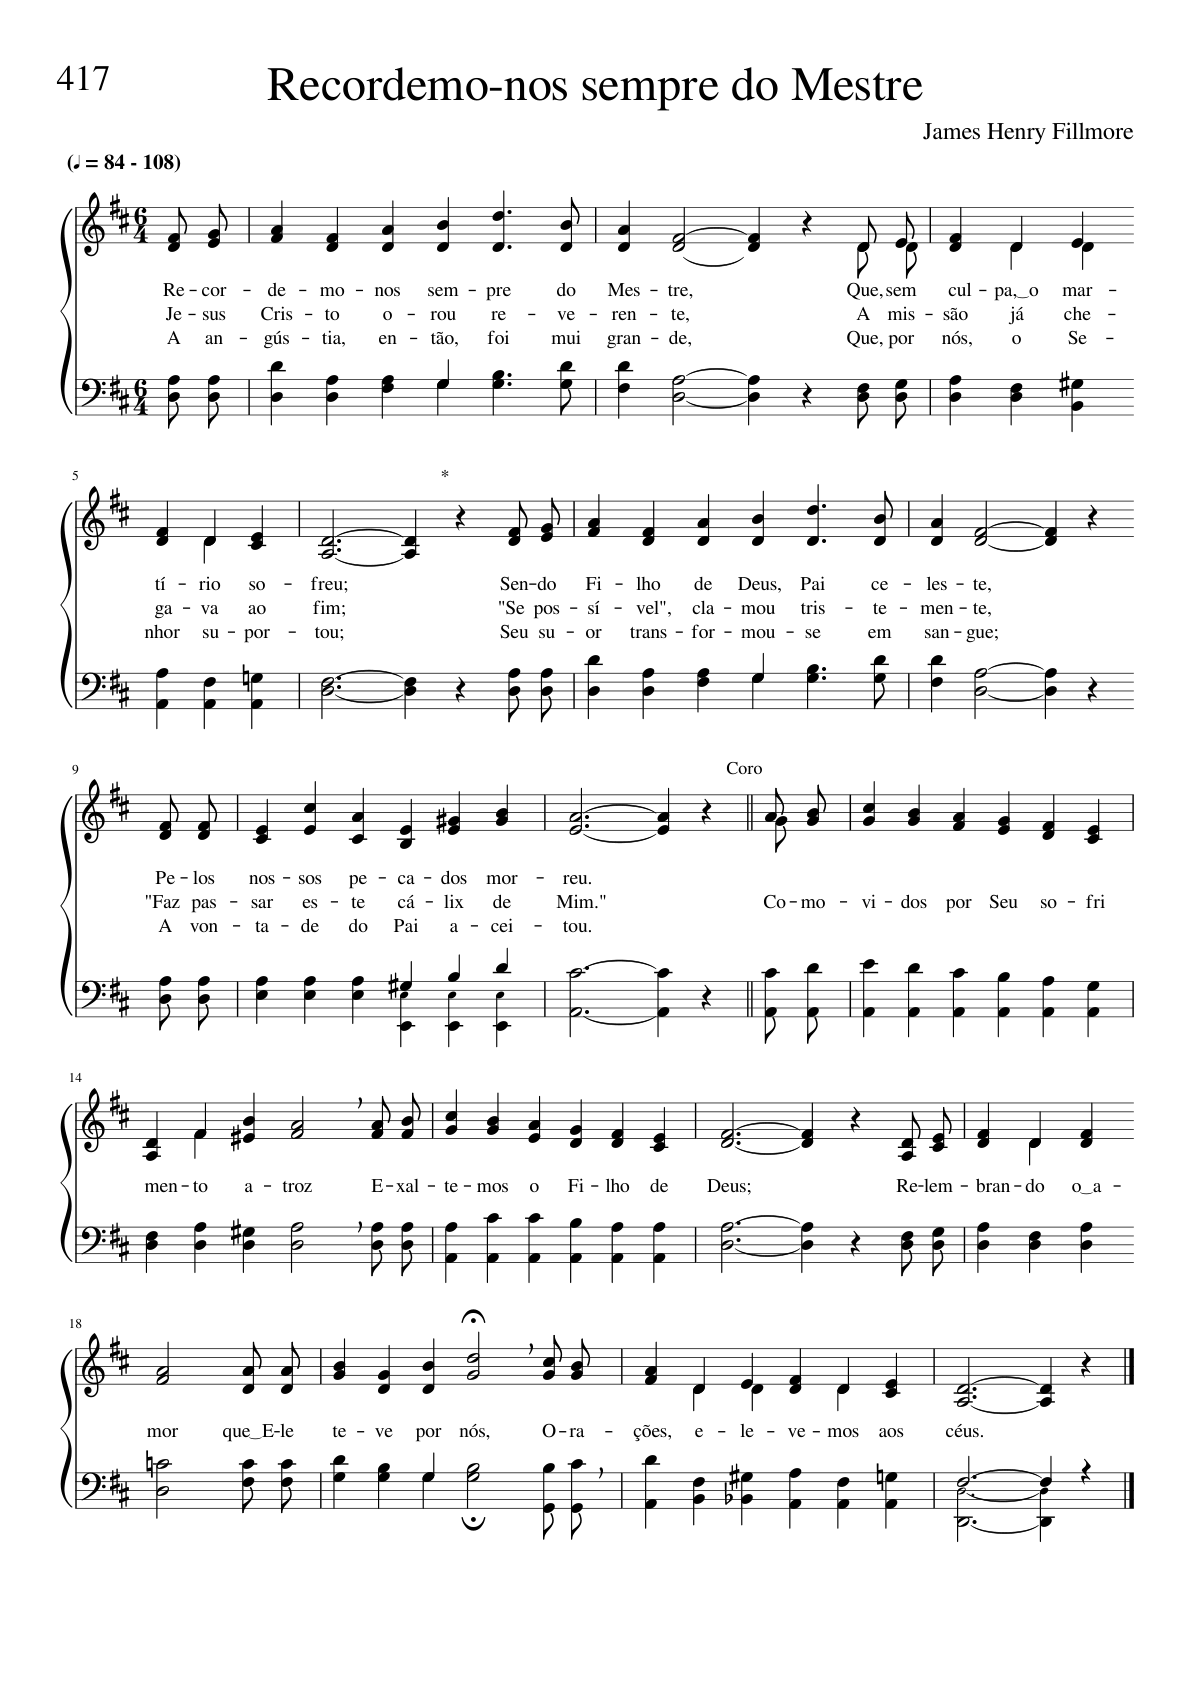 417
Recordemo-nos sempre do Mestre
James Henry Fillmore
(♩ = 84 - 108)
Re – cor – de – mo – nos sem – pre do Mes – tre, Que, sem cul – pa,‿o mar –
Je – sus Cris – to o – rou re – ve – ren – te, A mis – são já che –
A an – gús – tia, en – tão, foi mui gran – de, Que, por nós, o Se –
5
*
tí – rio so – freu; Sen – do Fi – lho de Deus, Pai ce – les – te,
ga – va ao fim; "Se pos – sí – vel", cla – mou tris – te – men – te,
nhor su – por – tou; Seu su – or trans – for – mou – se em san – gue;
9
Coro
Pe – los nos – sos pe – ca – dos mor – reu.
"Faz pas – sar es – te cá – lix de Mim." Co – mo – vi – dos por Seu so – fri
A von – ta – de do Pai a – cei – tou.
14
men – to a – troz E – xal – te – mos o Fi – lho de Deus; Re – lem – bran – do o‿a –
18
mor que‿E – le te – ve por nós, O – ra – ções, e – le – ve – mos aos céus.